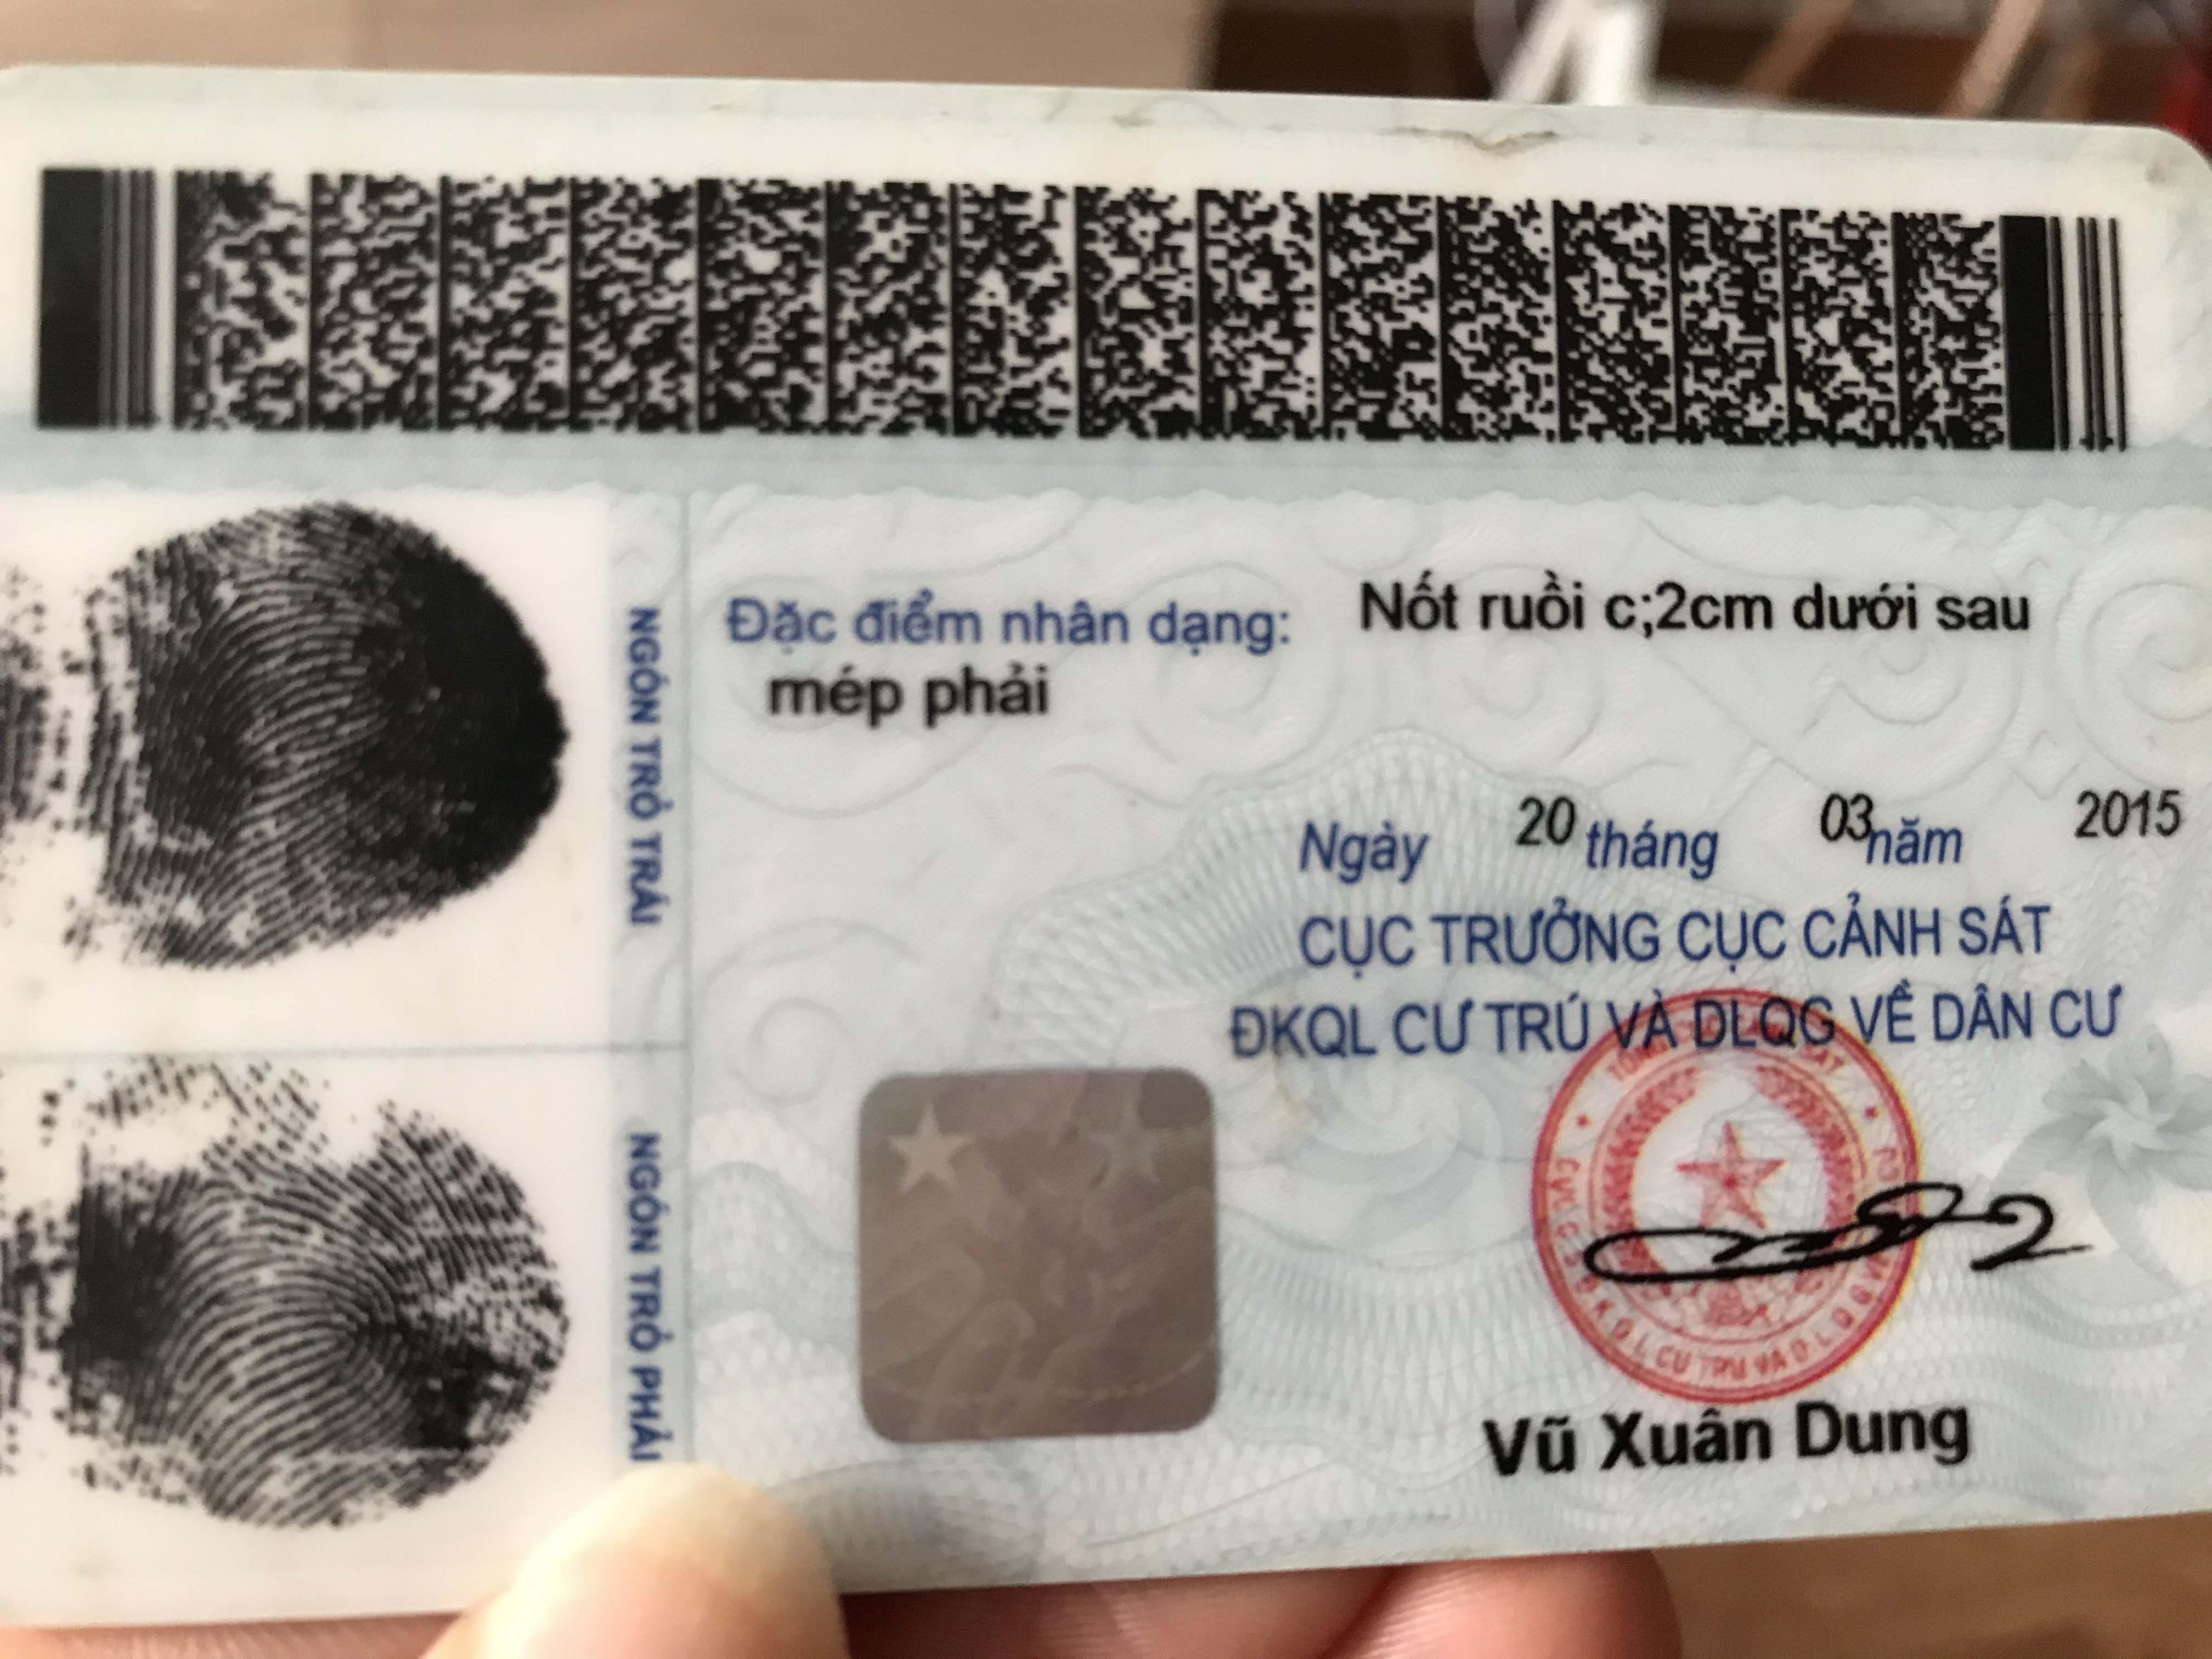 NGÓN TRỎ TRÁI
Đặc điểm nhân dạng: Nốt ruồi c;2cm dưới sau
mép phải
Ngày 20 tháng 03 năm 2015
CỤC TRƯỞNG CỤC CẢNH SÁT
ĐKQL CƯ TRÚ VÀ DLQG VỀ DÂN CƯ
NGÓN TRỎ PHẢI
Vũ Xuân Dung